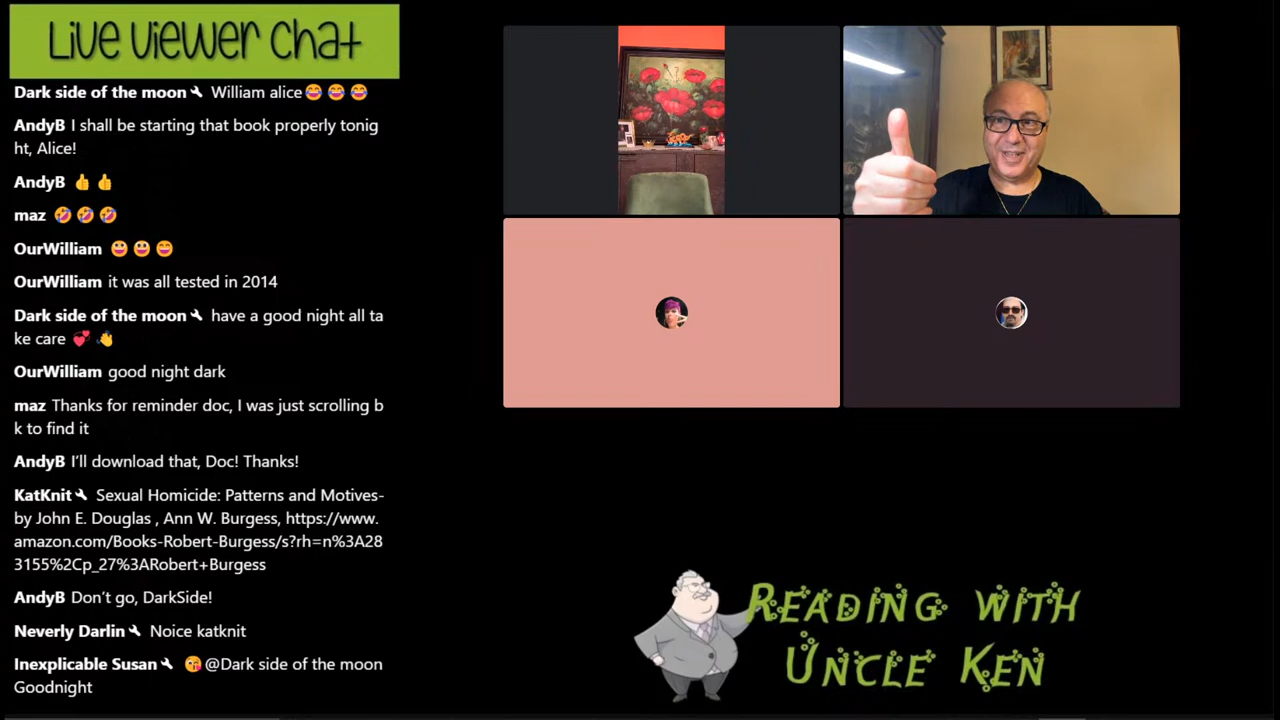 Live viewer chat
Dark side of the moon William alice😂😂😂
AndyB I shall be starting that book properly tonig
ht, Alice!
AndyB 👍👍
maz 🤣🤣🤣
OurWilliam 😀😃😄
OurWilliam it was all tested in 2014
Dark side of the moon have a good night all ta
ke care 💞👋
OurWilliam good night dark
maz Thanks for reminder doc, I was just scrolling b
k to find it
AndyB I’ll download that, Doc! Thanks!
KatKnit Sexual Homicide: Patterns and Motives-
by John E. Douglas , Ann W. Burgess, https://www.
amazon.com/Books-Robert-Burgess/s?rh=n%3A28
3155%2Cp_27%3ARobert+Burgess
AndyB Don’t go, DarkSide!
Neverly Darlin Noice katknit
Inexplicable Susan 😘@Dark side of the moon
Goodnight
Reading with
Uncle Ken